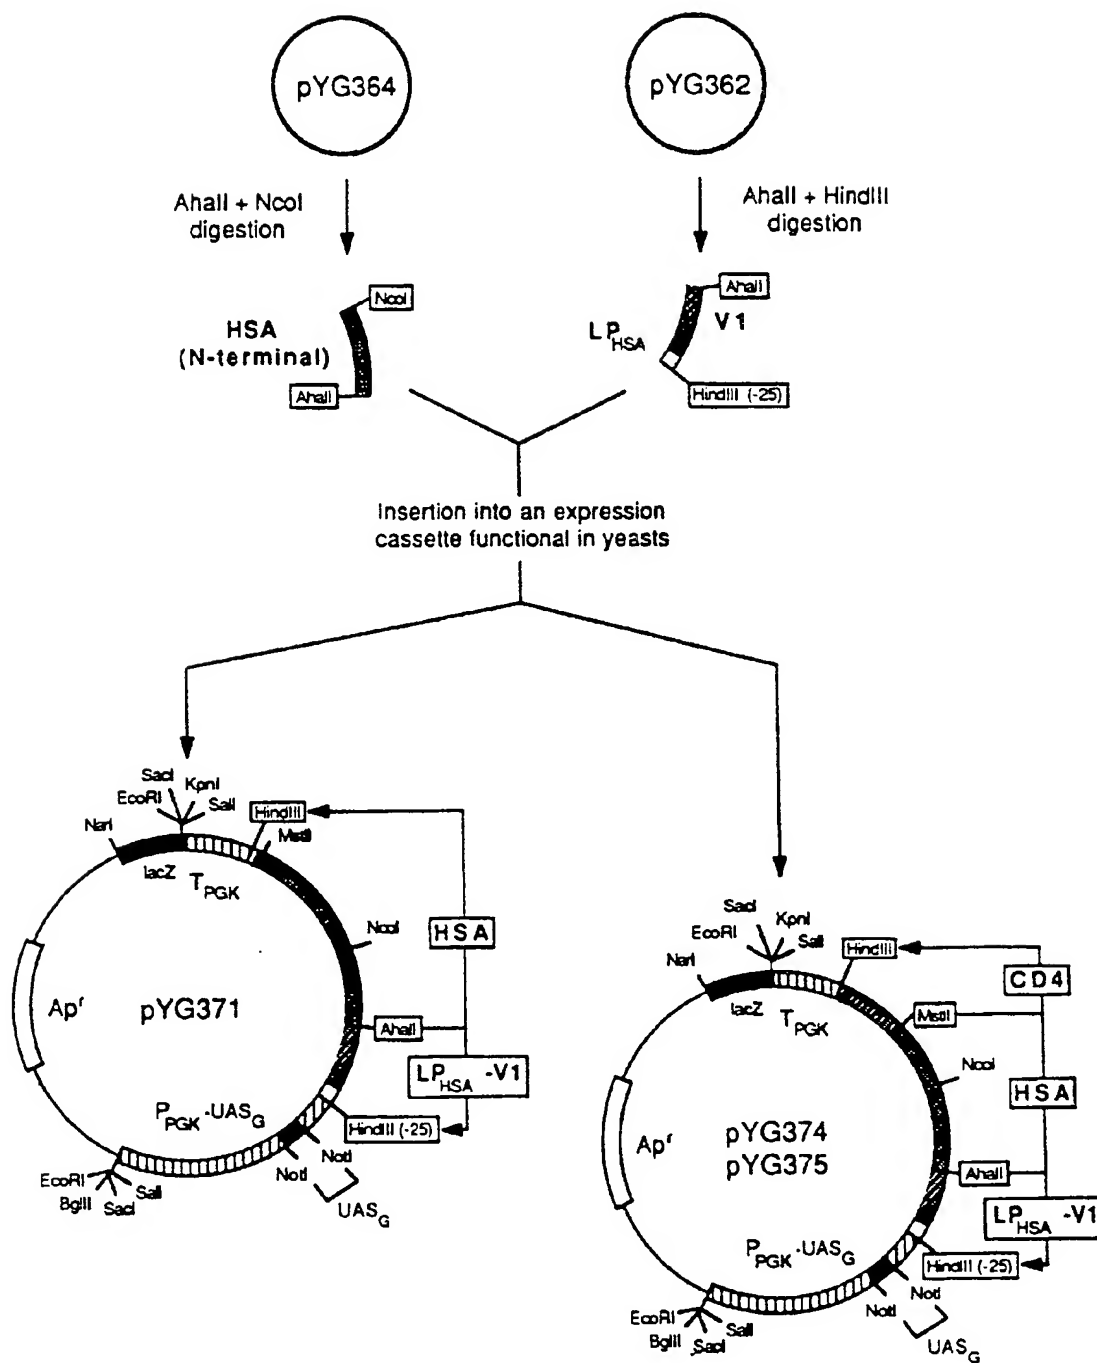 pYG364
pYG362
AhaII + NcoI
digestion
AhaII + HindIII
digestion
NcoI
HSA
(N-terminal)
AhaII
AhaII
V1
LP HSA
HindIII (-25)
Insertion into an expression
cassette functional in yeasts
SacI
KpnI
EcoRI
SalI
NarI
HindIII
MstII
lacZ
T PGK
NcoI
HSA
Ap r
pYG371
AhaII
LP HSA -V1
P PGK -UAS G
HindIII (-25)
NotI
NotI
UAS G
EcoRI
BglII
SacI
SalI
SacI
KpnI
EcoRI
SalI
NarI
HindIII
CD4
lacZ
T PGK
MstII
NcoI
HSA
Ap r
pYG374
pYG375
AhaII
LP HSA -V1
P PGK -UAS G
HindIII (-25)
NotI
NotI
UAS G
EcoRI
BglII
SacI
SalI